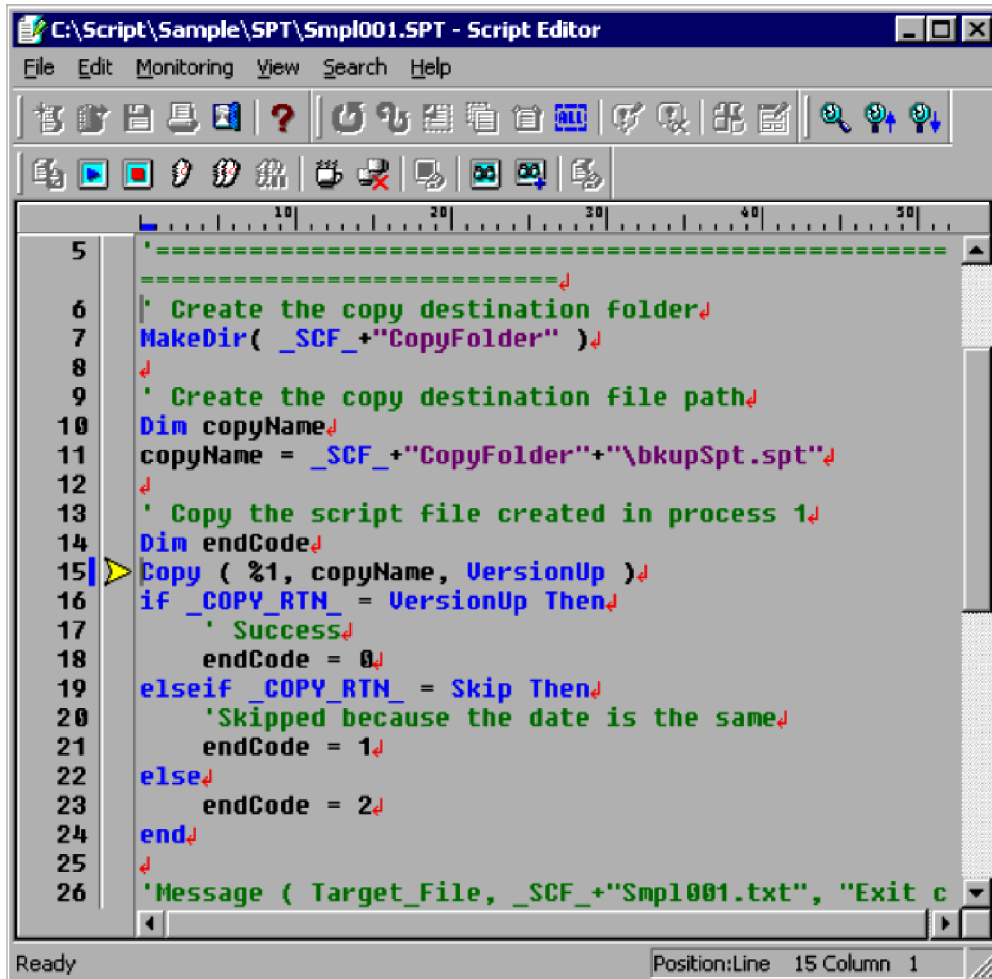 C:\Script\Sample\SPT\Smpl001.SPT - Script Editor
File Edit Monitoring View Search Help
ALL
10 20 30 40 50
5 '===================================================
===========================
6 ' Create the copy destination folder
7 MakeDir( _SCF_+"CopyFolder" )
8
9 ' Create the copy destination file path
10 Dim copyName
11 copyName = _SCF_+"CopyFolder"+"\bkupSpt.spt"
12
13 ' Copy the script file created in process 1
14 Dim endCode
15 Copy ( %1, copyName, VersionUp )
16 if _COPY_RTN_ = VersionUp Then
17 ' Success
18 endCode = 0
19 elseif _COPY_RTN_ = Skip Then
20 'Skipped because the date is the same
21 endCode = 1
22 else
23 endCode = 2
24 end
25
26 'Message ( Target_File, _SCF_+"Smpl001.txt", "Exit c
Ready Position:Line 15 Column 1